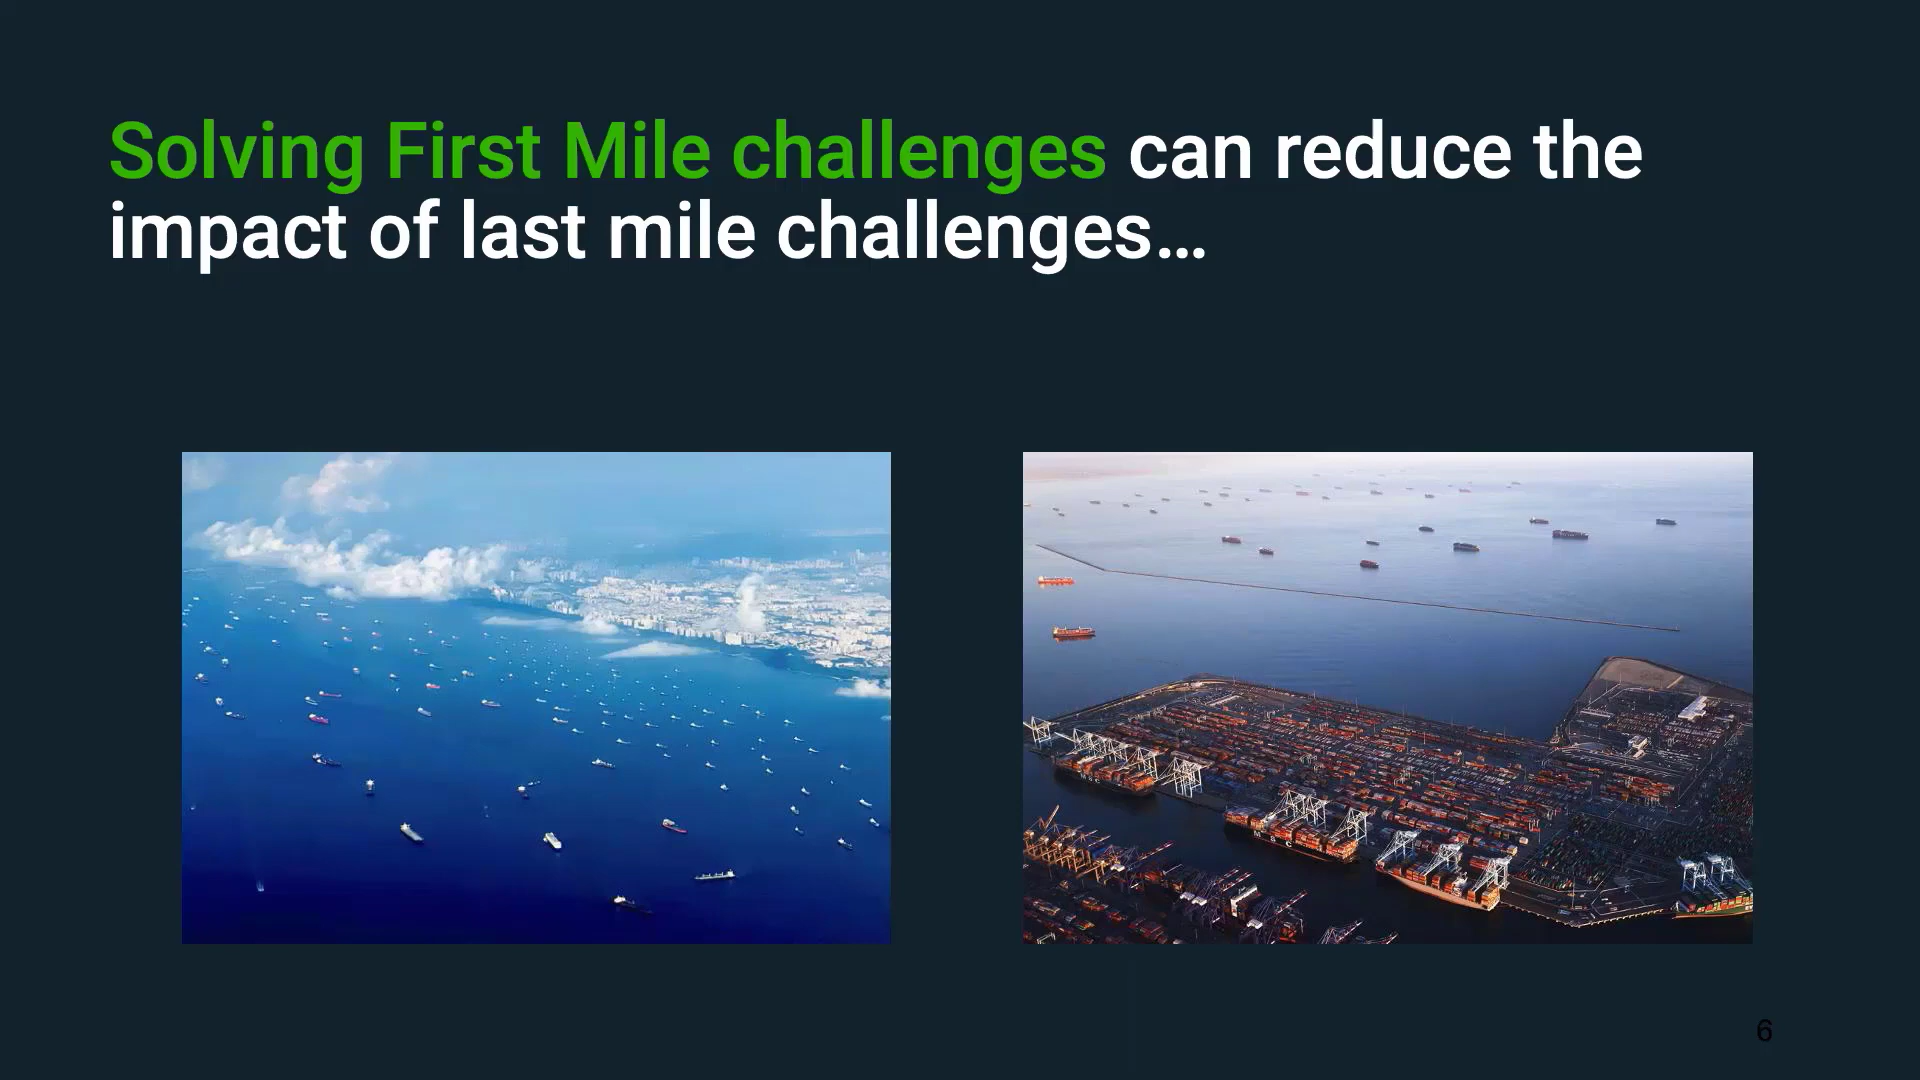 Solving First Mile challenges can reduce the
impact of last mile challenges…
6